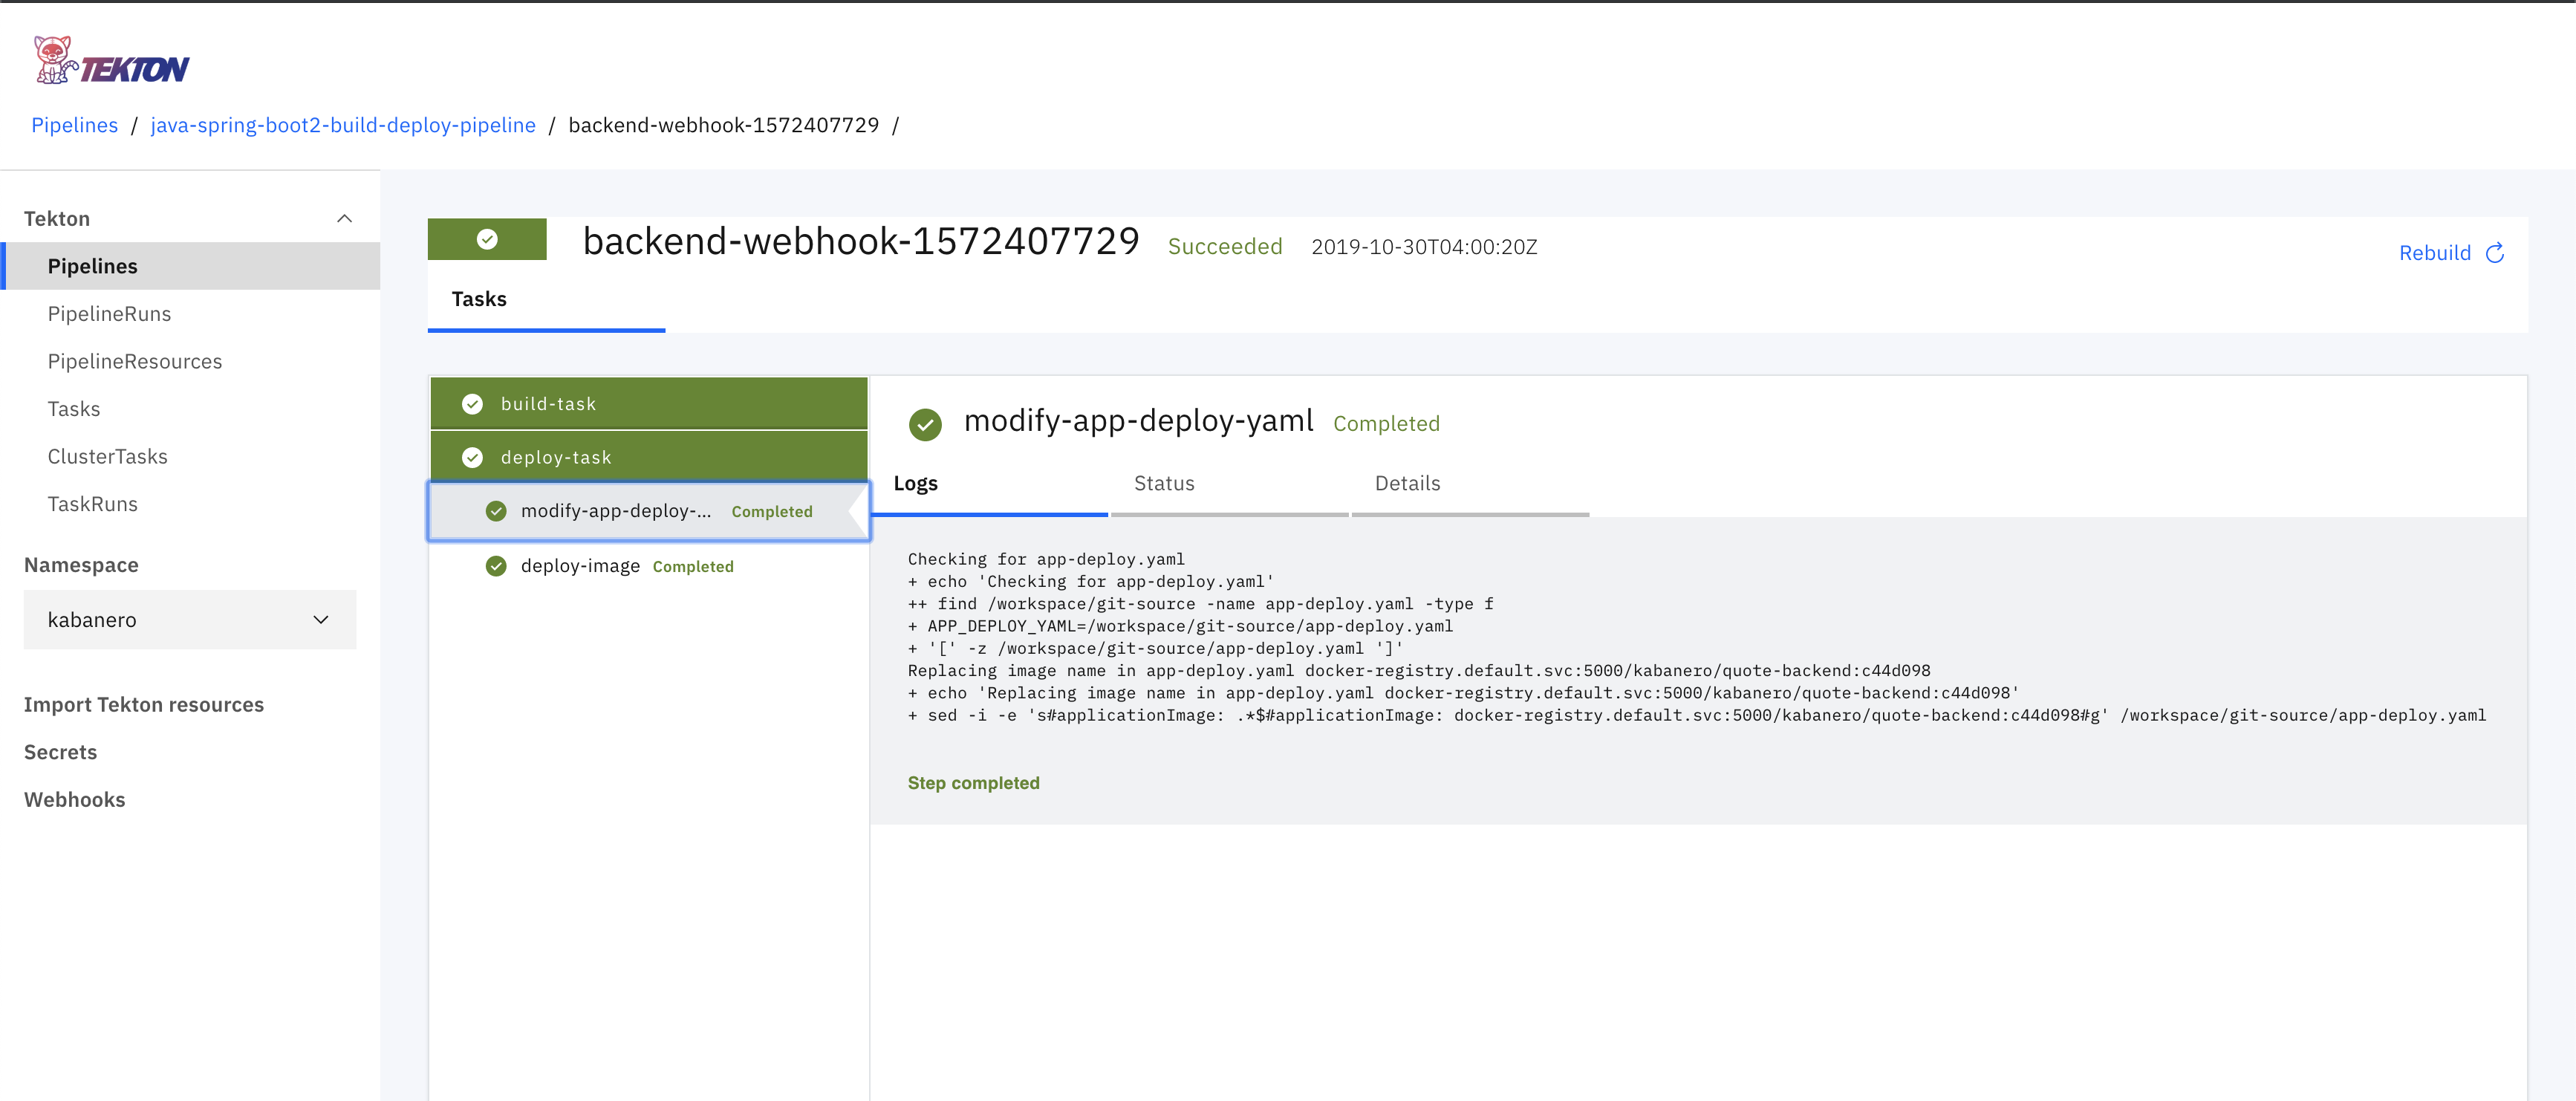 TEKTON
Pipelines / java-spring-boot2-build-deploy-pipeline / backend-webhook-1572407729 /
Tekton
Pipelines
PipelineRuns
PipelineResources
Tasks
ClusterTasks
TaskRuns
Namespace
kabanero
Import Tekton resources
Secrets
Webhooks
backend-webhook-1572407729 Succeeded 2019-10-30T04:00:20Z
Rebuild
Tasks
build-task
deploy-task
modify-app-deploy-... Completed
deploy-image Completed
modify-app-deploy-yaml Completed
Logs Status Details
Checking for app-deploy.yaml
+ echo 'Checking for app-deploy.yaml'
++ find /workspace/git-source -name app-deploy.yaml -type f
+ APP_DEPLOY_YAML=/workspace/git-source/app-deploy.yaml
+ '[' -z /workspace/git-source/app-deploy.yaml ']'
Replacing image name in app-deploy.yaml docker-registry.default.svc:5000/kabanero/quote-backend:c44d098
+ echo 'Replacing image name in app-deploy.yaml docker-registry.default.svc:5000/kabanero/quote-backend:c44d098'
+ sed -i -e 's#applicationImage: .*$#applicationImage: docker-registry.default.svc:5000/kabanero/quote-backend:c44d098#g' /workspace/git-source/app-deploy.yaml
Step completed